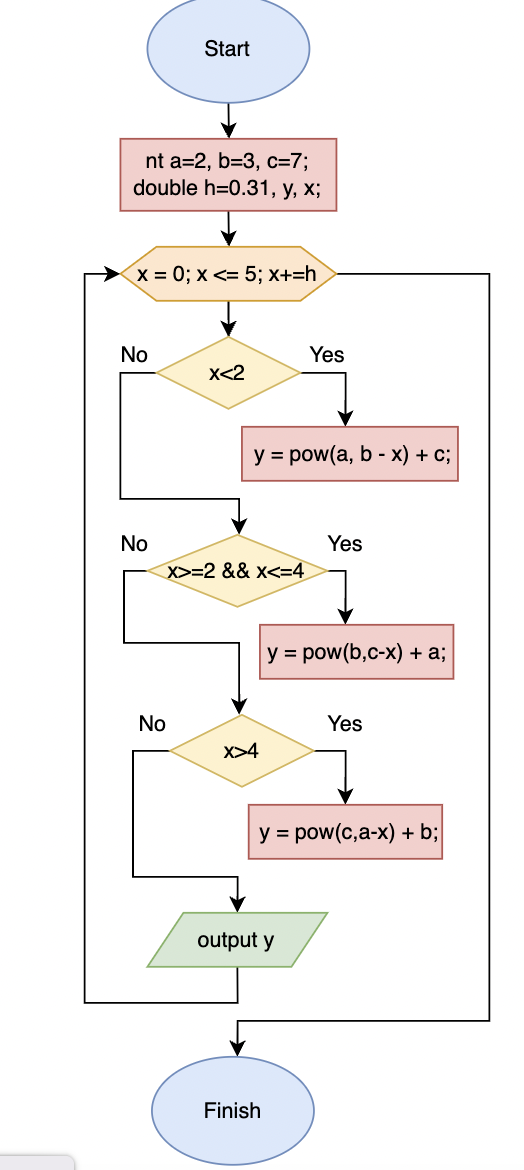 Start
nt a=2, b=3, c=7;
double h=0.31, y, x;
x = 0; x <= 5; x+=h
No
Yes
x<2
y = pow(a, b - x) + c;
No
Yes
x>=2 && x<=4
y = pow(b,c-x) + a;
No
Yes
x>4
y = pow(c,a-x) + b;
output y
Finish